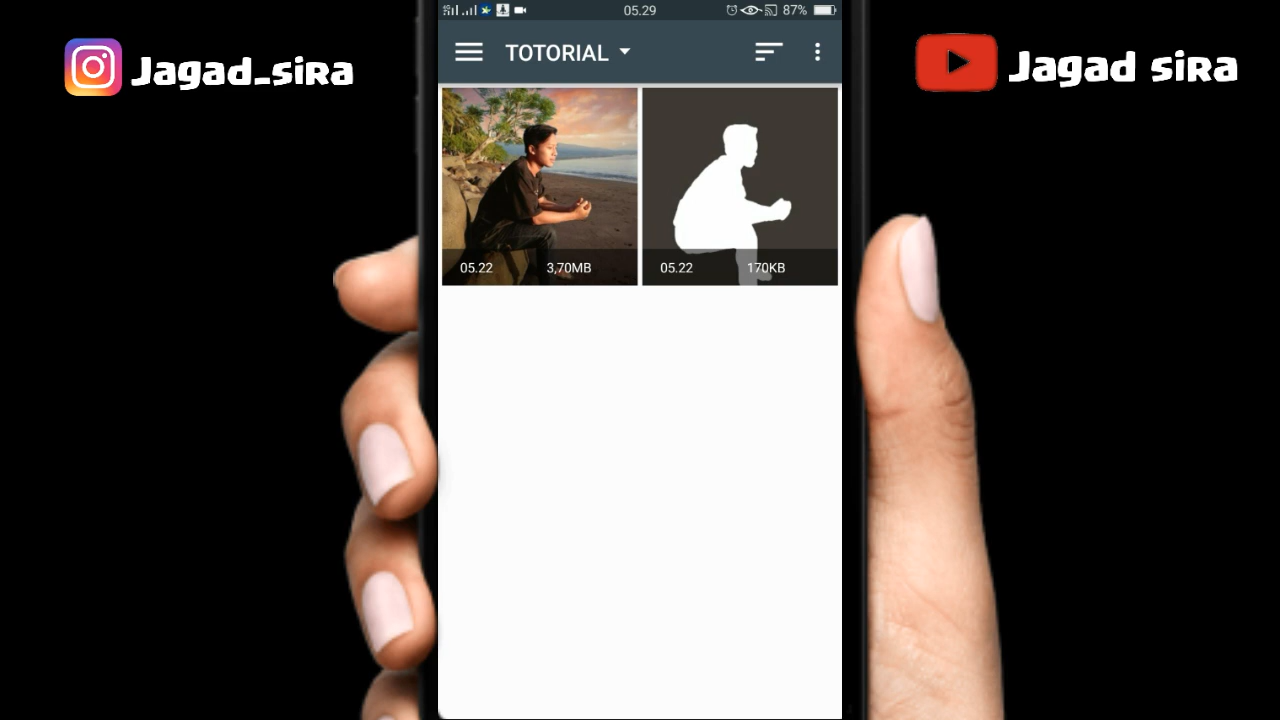 05.29
87%
Jagad_sira
TOTORIAL
Jagad sira
05.22
3,70MB
05.22
170KB